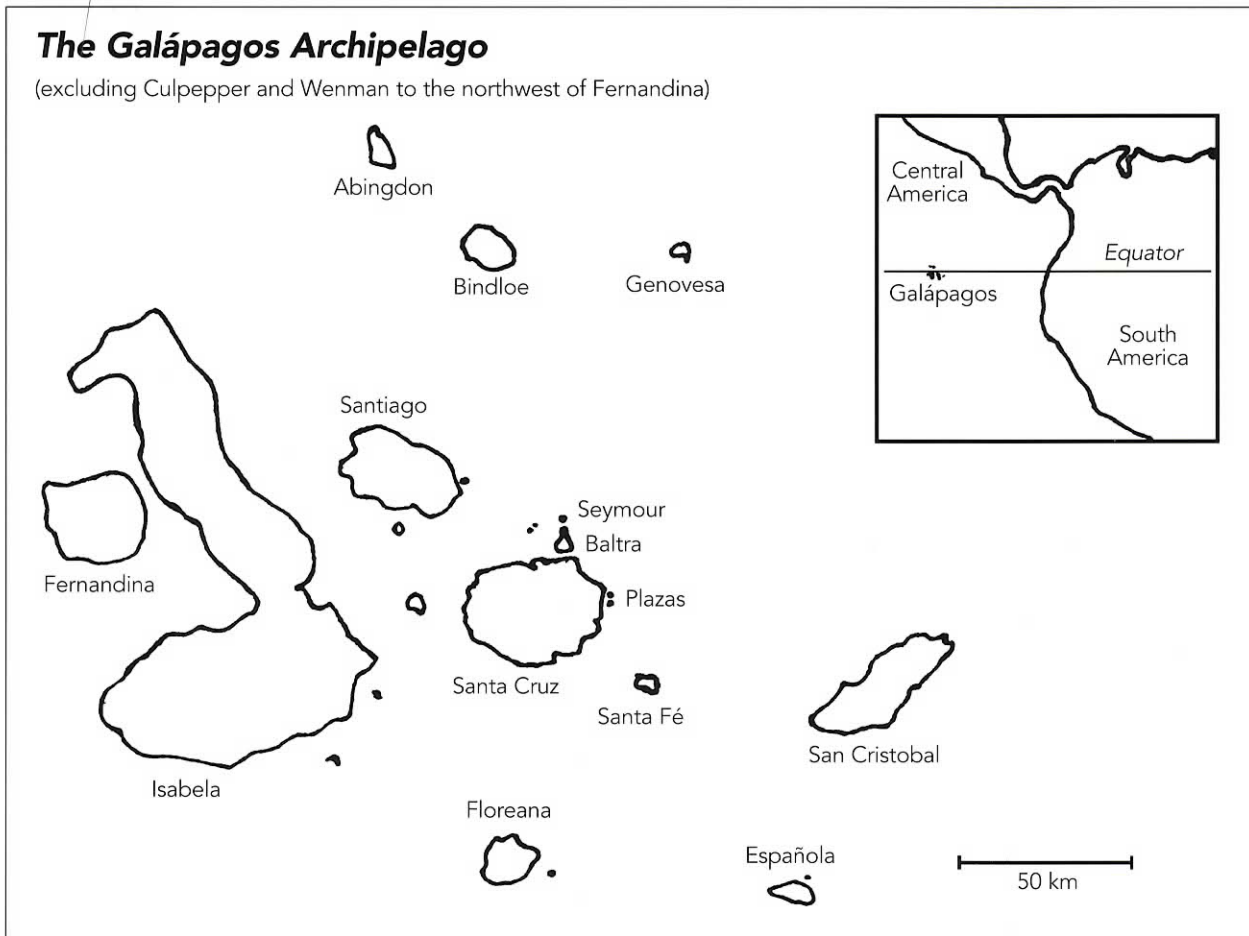 The Galápagos Archipelago
(excluding Culpepper and Wenman to the northwest of Fernandina)
Abingdon
Bindloe
Genovesa
Central
America
Equator
Galápagos
South
America
Santiago
Seymour
Baltra
Fernandina
Plazas
Santa Cruz
Santa Fé
San Cristobal
Isabela
Floreana
Española
50 km